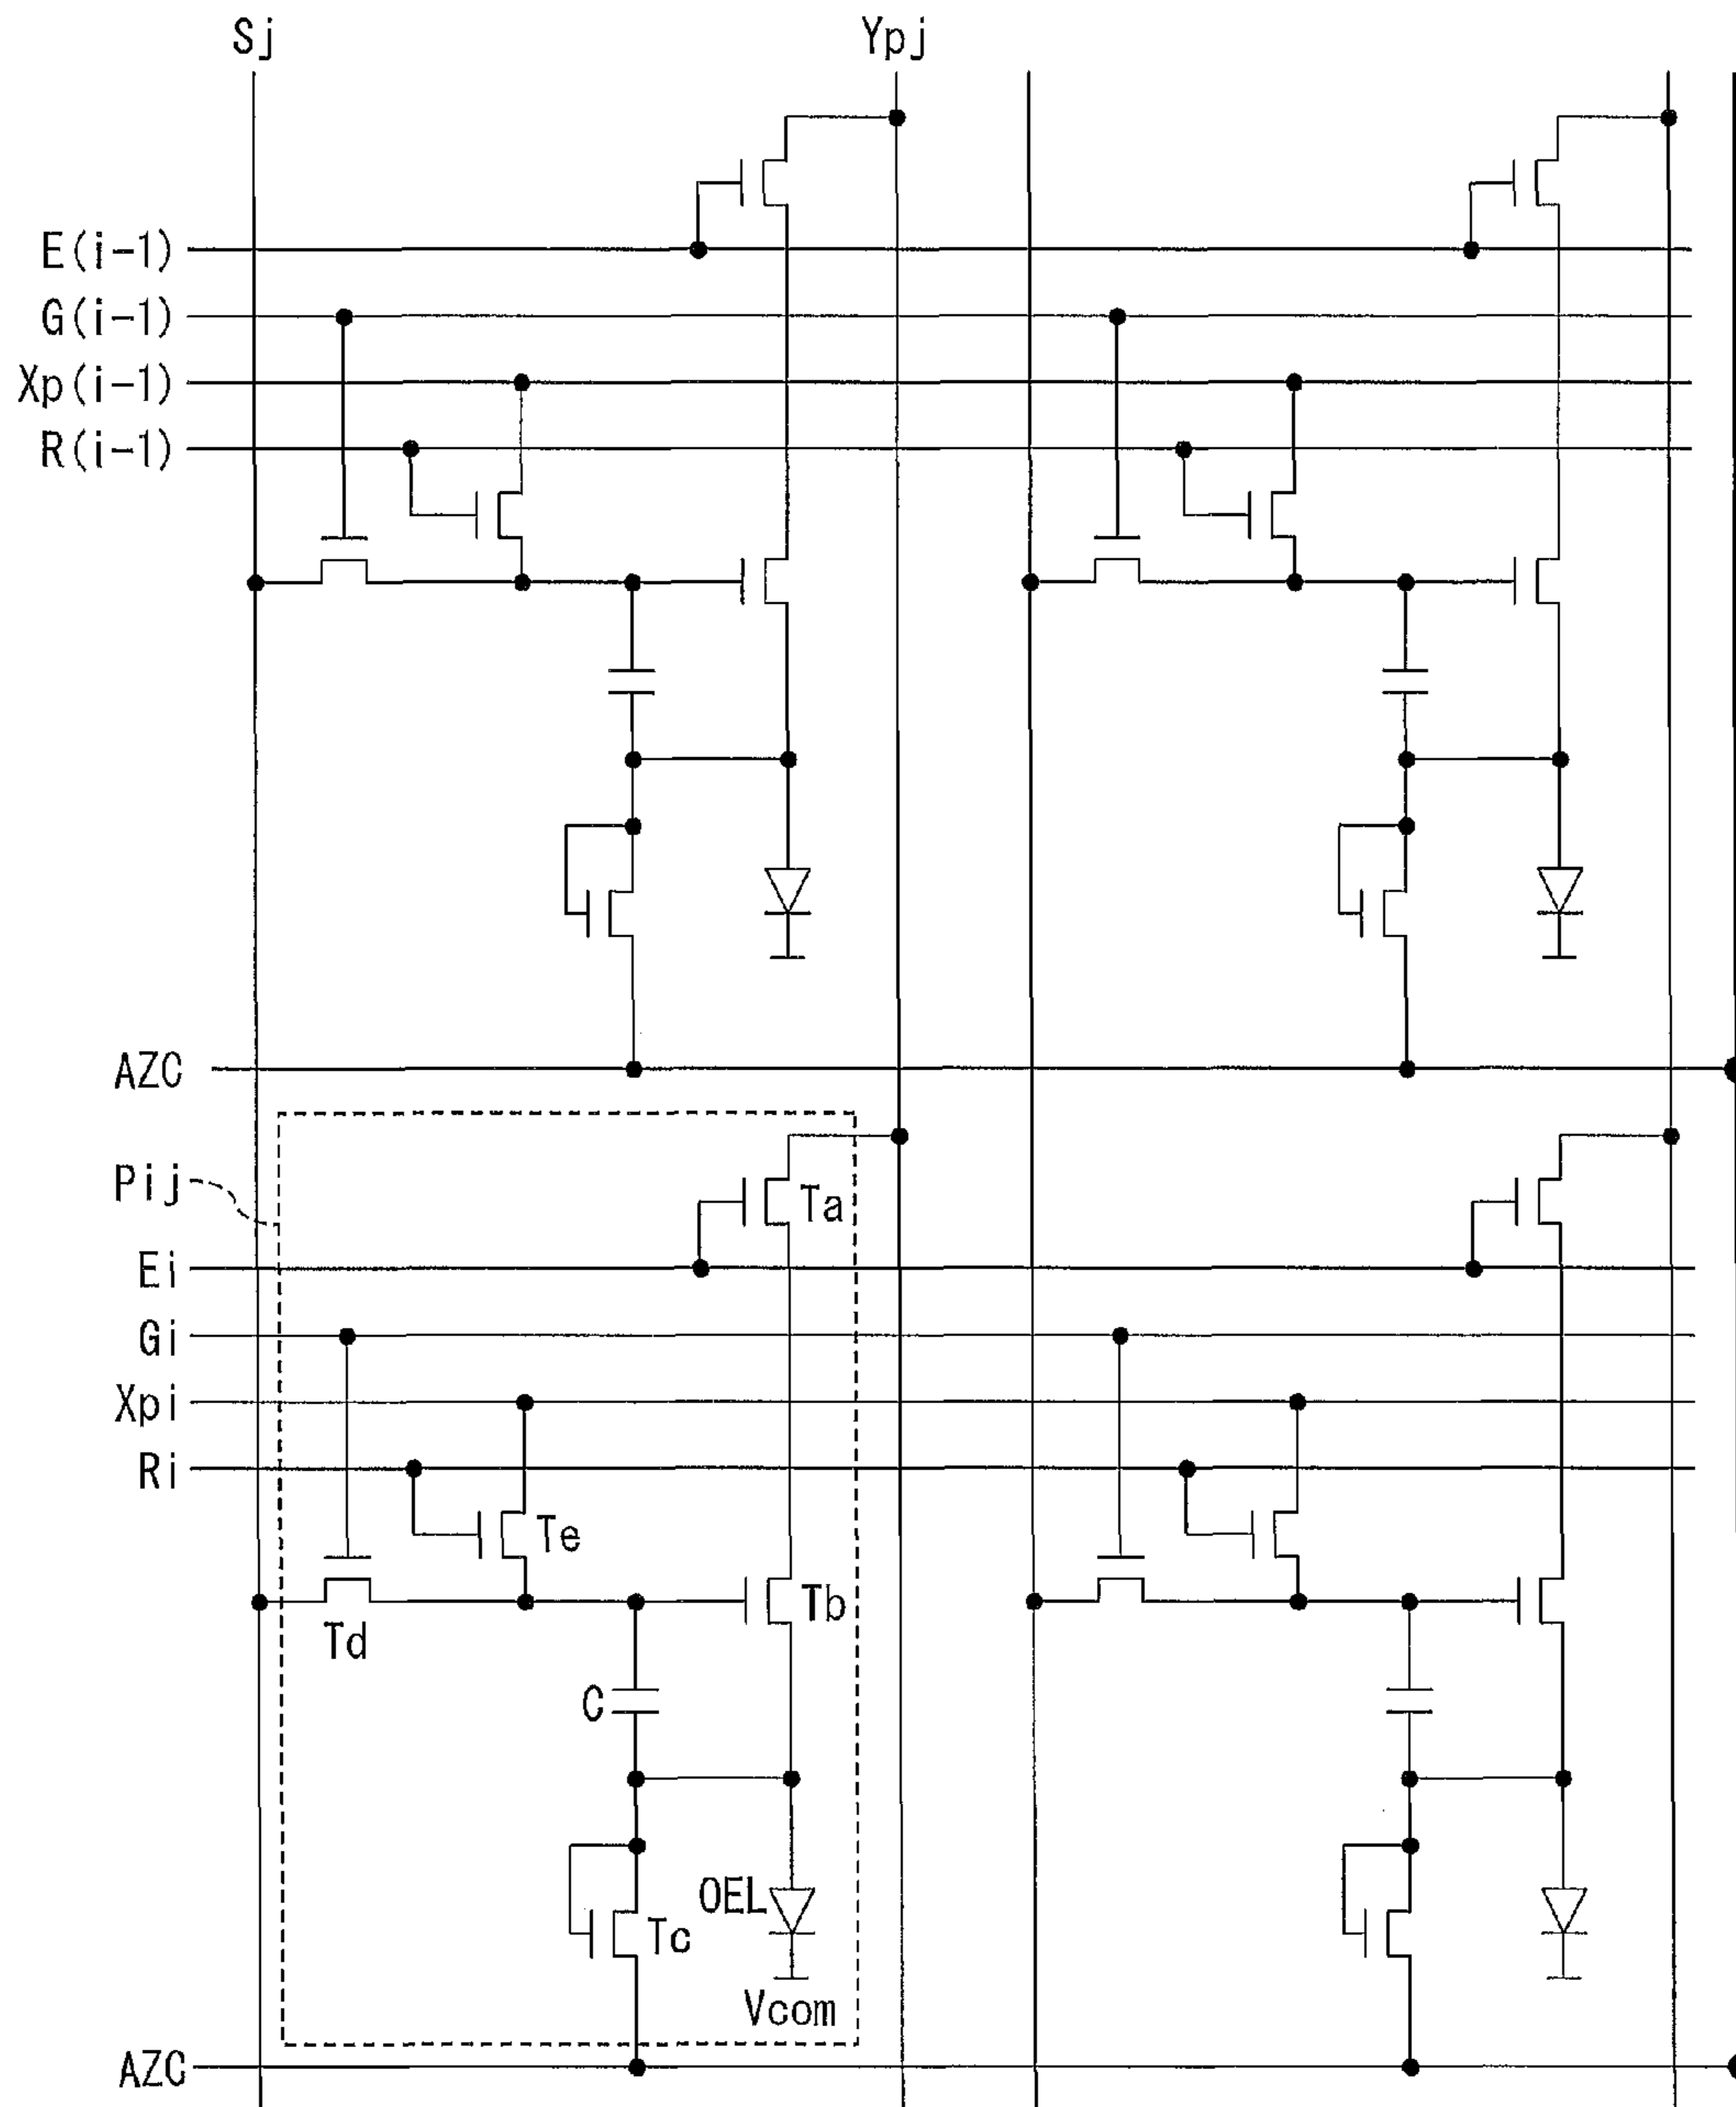 Sj Ypj
E(i-1)
G(i-1)
Xp(i-1)
R(i-1)
AZC
Pij
Ta
Ei
Gi
Xpi
Ri
Te
Tb
Td
C
OEL
Tc
Vcom
AZC